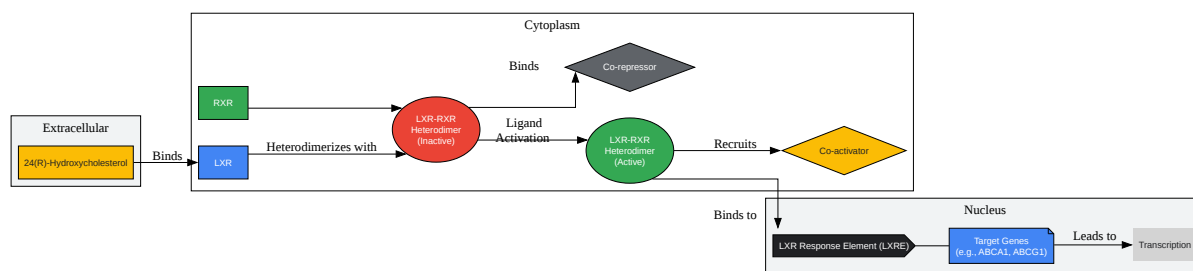 Cytoplasm
Binds
Co-repressor
RXR
LXR-RXR
Heterodimer
(Inactive)
Ligand
Activation
Extracellular
24(R)-Hydroxycholesterol
Binds
LXR
Heterodimerizes with
LXR-RXR
Heterodimer
(Active)
Recruits
Co-activator
Binds to
Nucleus
LXR Response Element (LXRE)
Target Genes
(e.g., ABCA1, ABCG1)
Leads to
Transcription